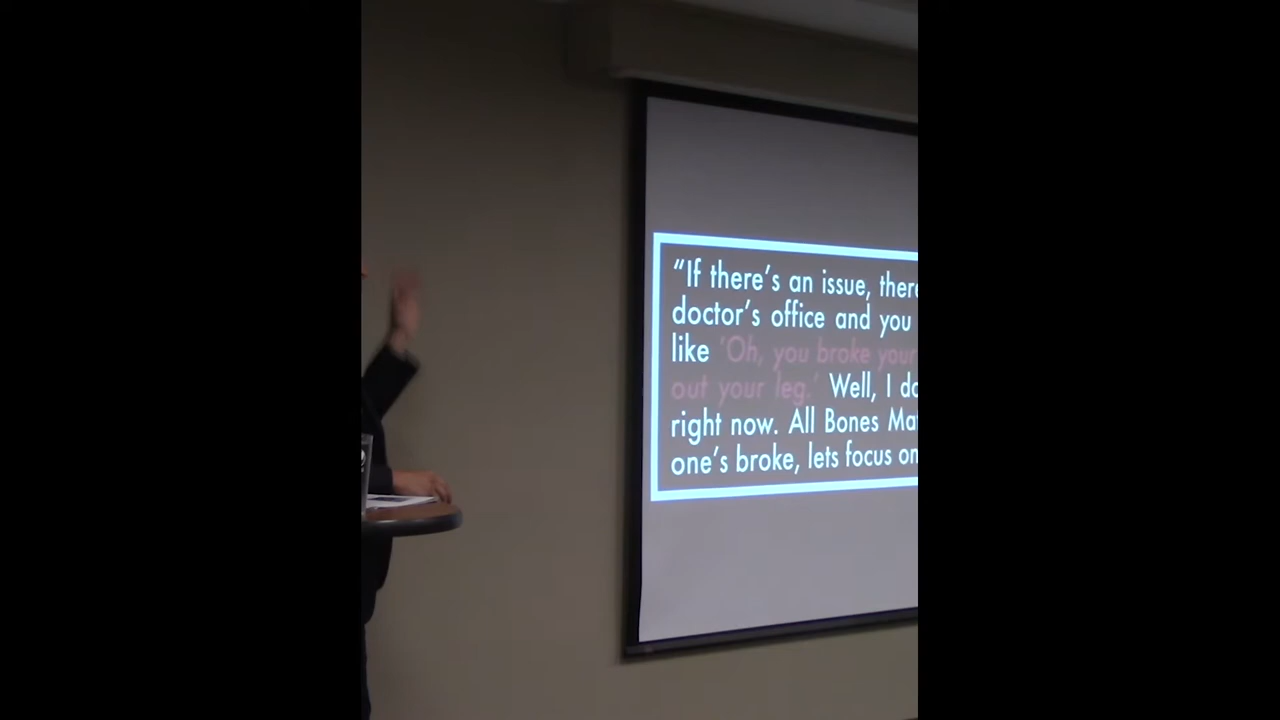 “If there’s an issue, there
doctor’s office and you
like ‘Oh, you broke your
out your leg.’ Well, I do
right now. All Bones Mat
one’s broke, lets focus on